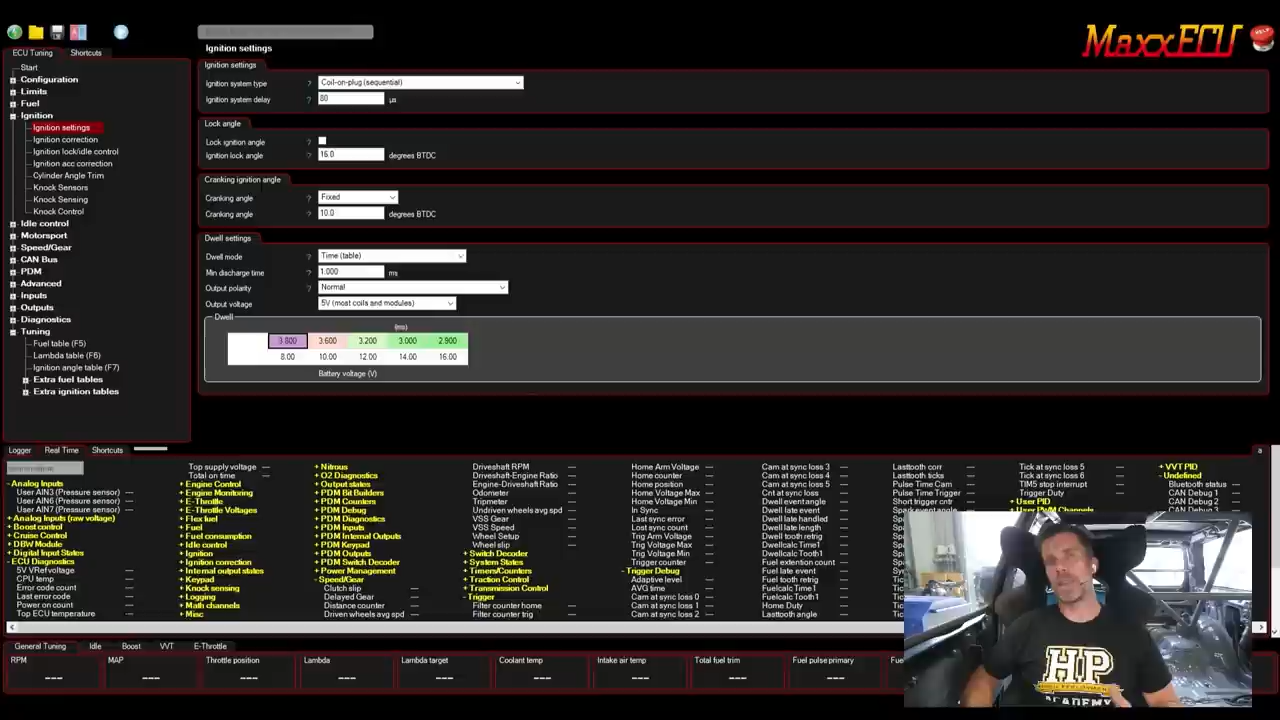 MaxxECU
HELP
Ignition settings
ECU Tuning Shortcuts
Start
Configuration
Limits
Fuel
Ignition
Ignition settings
Ignition correction
Ignition lock/idle control
Ignition acc correction
Cylinder Angle Trim
Knock Sensors
Knock Sensing
Knock Control
Idle control
Motorsport
Speed/Gear
CAN Bus
PDM
Advanced
Inputs
Outputs
Diagnostics
Tuning
Fuel table (F5)
Lambda table (F6)
Ignition angle table (F7)
Extra fuel tables
Extra ignition tables
Ignition settings
Ignition system type ? Coil-on-plug (sequential)
Ignition system delay ? 80 µs
Lock angle
Lock ignition angle ?
Ignition lock angle ? 15.0 degrees BTDC
Cranking ignition angle
Cranking angle ? Fixed
Cranking angle ? 10.0 degrees BTDC
Dwell settings
Dwell mode ? Time (table)
Min discharge time ? 1.000 ms
Output polarity ? Normal
Output voltage ? 5V (most coils and modules)
Dwell
(ms)
3.800 3.600 3.200 3.000 2.900
8.00 10.00 12.00 14.00 16.00
Battery voltage (V)
Logger Real Time Shortcuts
-Analog Inputs
User AIN3 (Pressure sensor) ---
User AIN6 (Pressure sensor) ---
User AIN7 (Pressure sensor) ---
+Analog Inputs (raw voltage)
+Boost control
+Cruise Control
+DBW Module
+Digital Input States
-ECU Diagnostics
5V VRef voltage ---
CPU temp ---
Error code count ---
Last error code ---
Power on count ---
Top ECU temperature ---
Top supply voltage ---
Total on time ---
+Engine Control
+Engine Monitoring
+E-Throttle
+E-Throttle Voltages
+Flex fuel
+Fuel
+Fuel consumption
+Idle control
+Ignition
+Ignition correction
+Internal output states
+Keypad
+Knock sensing
+Logging
+Math channels
+Misc
+Nitrous
+O2 Diagnostics
+Output states
+PDM Bit Builders
+PDM Counters
+PDM Debug
+PDM Diagnostics
+PDM Inputs
+PDM Internal Outputs
+PDM Keypad
+PDM Outputs
+PDM Switch Decoder
+Power Management
-Speed/Gear
Clutch slip ---
Delayed Gear ---
Distance counter ---
Driven wheels avg spd ---
Driveshaft RPM ---
Driveshaft-Engine Ratio ---
Engine-Driveshaft Ratio ---
Odometer ---
Tripmeter ---
Undriven wheels avg spd ---
VSS Gear ---
VSS Speed ---
Wheel Setup ---
Wheel slip ---
+Switch Decoder
+System States
+Timers/Counters
+Traction Control
+Transmission Control
-Trigger
Filter counter home ---
Filter counter trig ---
Home Arm Voltage ---
Home counter ---
Home position ---
Home Voltage Max ---
Home Voltage Min ---
In Sync ---
Last sync error ---
Lost sync count ---
Trig Arm Voltage ---
Trig Voltage Max ---
Trig Voltage Min ---
Trigger counter ---
-Trigger Debug
Adaptive level ---
AVG time ---
Cam at sync loss 0 ---
Cam at sync loss 1 ---
Cam at sync loss 2 ---
Cam at sync loss 3 ---
Cam at sync loss 4 ---
Cam at sync loss 5 ---
Cnt at sync loss ---
Dwell start event angle ---
Dwell late event ---
Dwell late handled ---
Dwell tooth retrig ---
Dwellcalc Time1 ---
Dwellcalc Tooth1 ---
Fuel extention count ---
Fuel late event ---
Fuel tooth retrig ---
Fuelcalc Time1 ---
Fuelcalc Tooth1 ---
Home Duty ---
Lasttooth corr ---
Lasttooth ticks ---
Pulse Time Cam ---
Pulse Time Trigger ---
Short trigger cntr ---
Tick at sync loss 5 ---
TIM5 stop interrupt ---
Trigger Duty ---
+User PID
+User PWM Channels
+VVT PID
-Undefined
Bluetooth status ---
CAN Debug 1
CAN Debug 2
General Tuning Idle Boost VVT E-Throttle
RPM MAP Throttle position Lambda Lambda target Coolant temp Intake air temp Total fuel trim Fuel pulse primary
--- --- --- --- --- --- --- --- ---
HP
ACADEMY